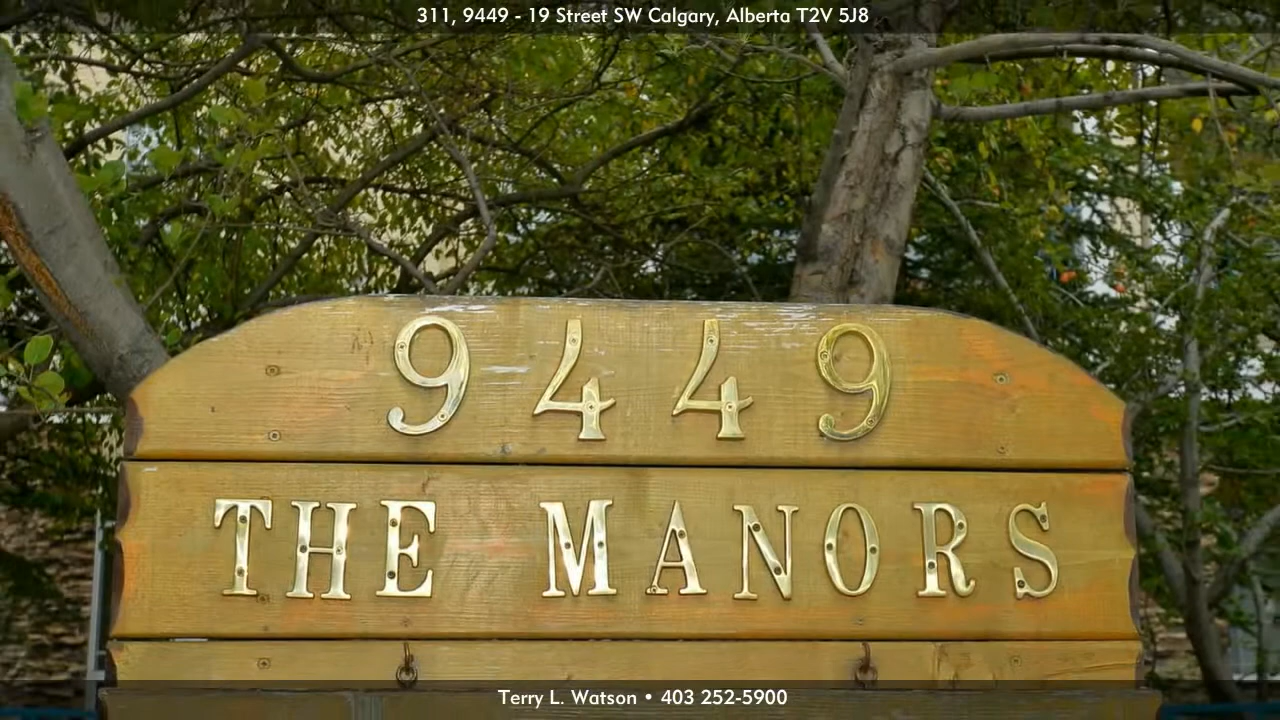 311, 9449 - 19 Street SW Calgary, Alberta T2V 5J8
9449
THE MANORS
Terry L. Watson • 403 252-5900